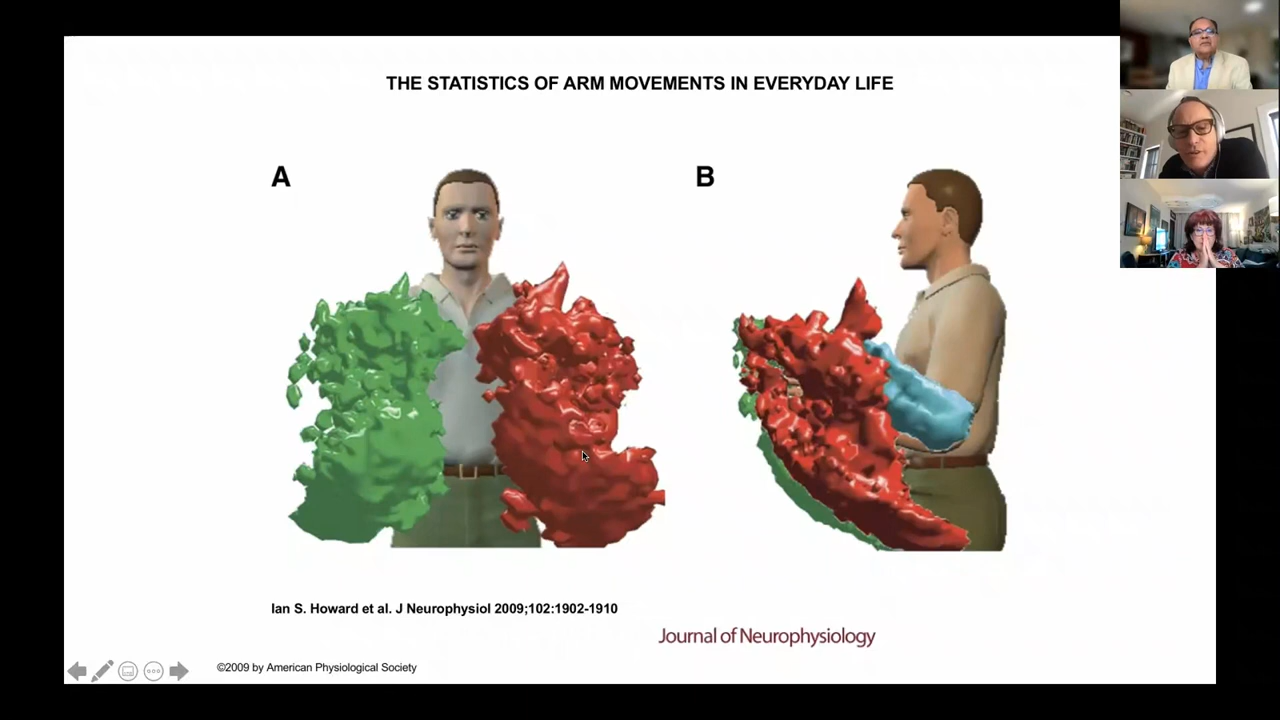 THE STATISTICS OF ARM MOVEMENTS IN EVERYDAY LIFE
A
B
Ian S. Howard et al. J Neurophysiol 2009;102:1902-1910
Journal of Neurophysiology
©2009 by American Physiological Society